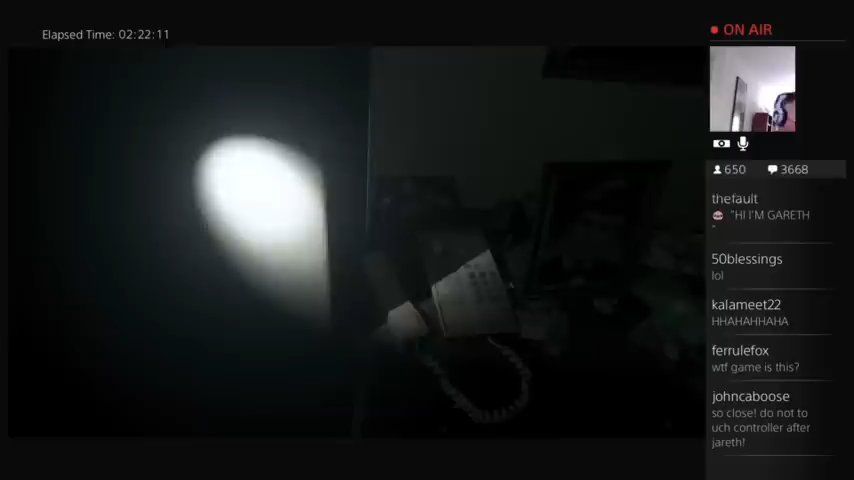 Elapsed Time: 02:22:11
ON AIR
650 3668
thefault
"HI I'M GARETH
"
50blessings
lol
kalameet22
HHAHAHHAHA
ferrulefox
wtf game is this?
johncaboose
so close! do not to
uch controller after
jareth!